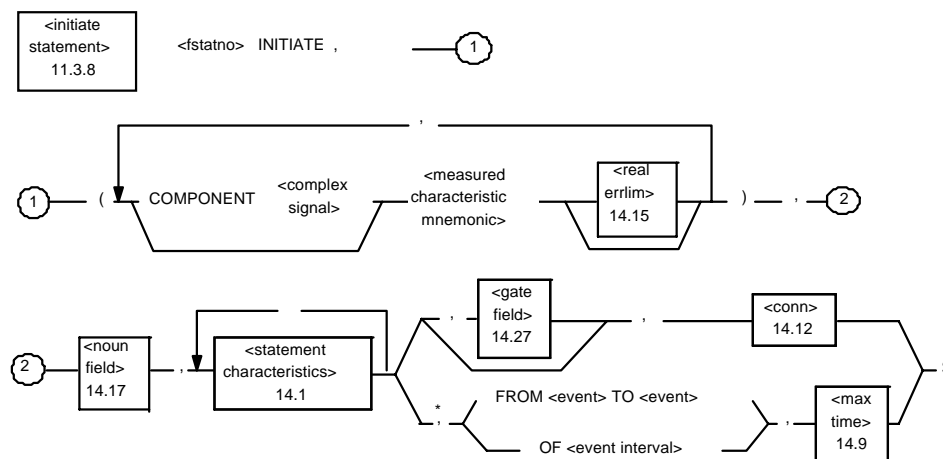 <initiate
statement>
11.3.8
<fstatno> INITIATE ,
1
,
1
(
COMPONENT
<complex
signal>
<measured
characteristic
mnemonic>
<real
errlim>
14.15
)
,
2
2
<noun
field>
14.17
,
<statement
characteristics>
14.1
,
<gate
field>
14.27
,
<conn>
14.12
*
,
FROM <event> TO <event>
OF <event interval>
,
<max
time>
14.9